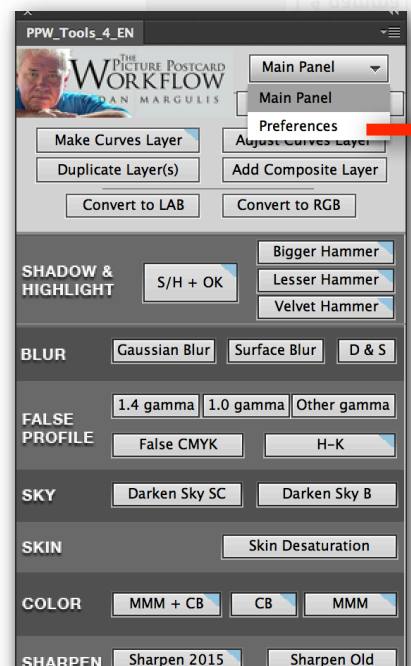 PPW_Tools_4_EN
THE
PICTURE POSTCARD
WORKFLOW
DAN MARGULIS
Main Panel
Main Panel
Preferences
Make Curves Layer
Adjust Curves Layer
Duplicate Layer(s)
Add Composite Layer
Convert to LAB
Convert to RGB
SHADOW &
HIGHLIGHT
S/H + OK
Bigger Hammer
Lesser Hammer
Velvet Hammer
BLUR
Gaussian Blur
Surface Blur
D & S
FALSE
PROFILE
1.4 gamma
1.0 gamma
Other gamma
False CMYK
H-K
SKY
Darken Sky SC
Darken Sky B
SKIN
Skin Desaturation
COLOR
MMM + CB
CB
MMM
SHARPEN
Sharpen 2015
Sharpen Old